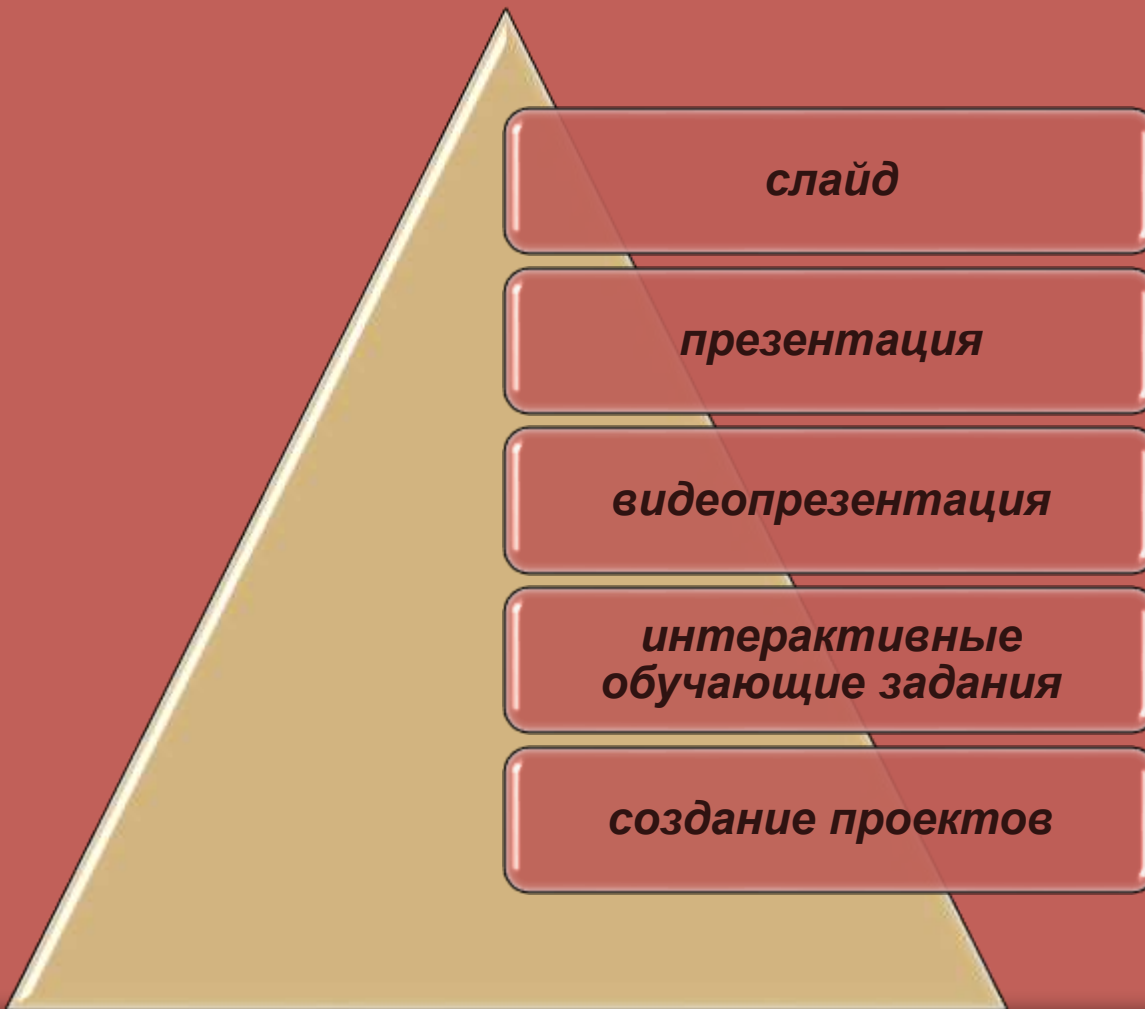 слайд
презентация
видеопрезентация
интерактивные
обучающие задания
создание проектов